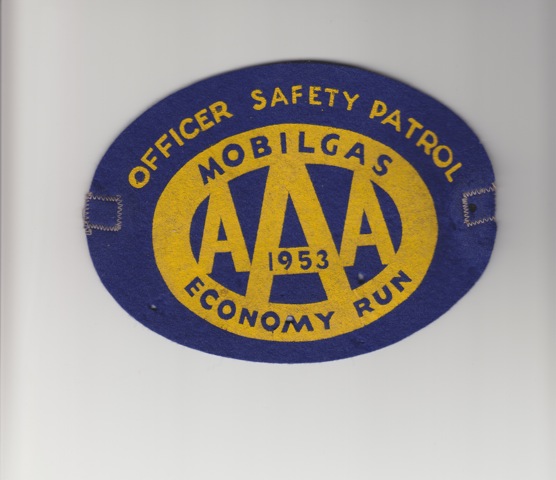 OFFICER SAFETY PATROL
MOBILGAS
AAA
1953
ECONOMY RUN